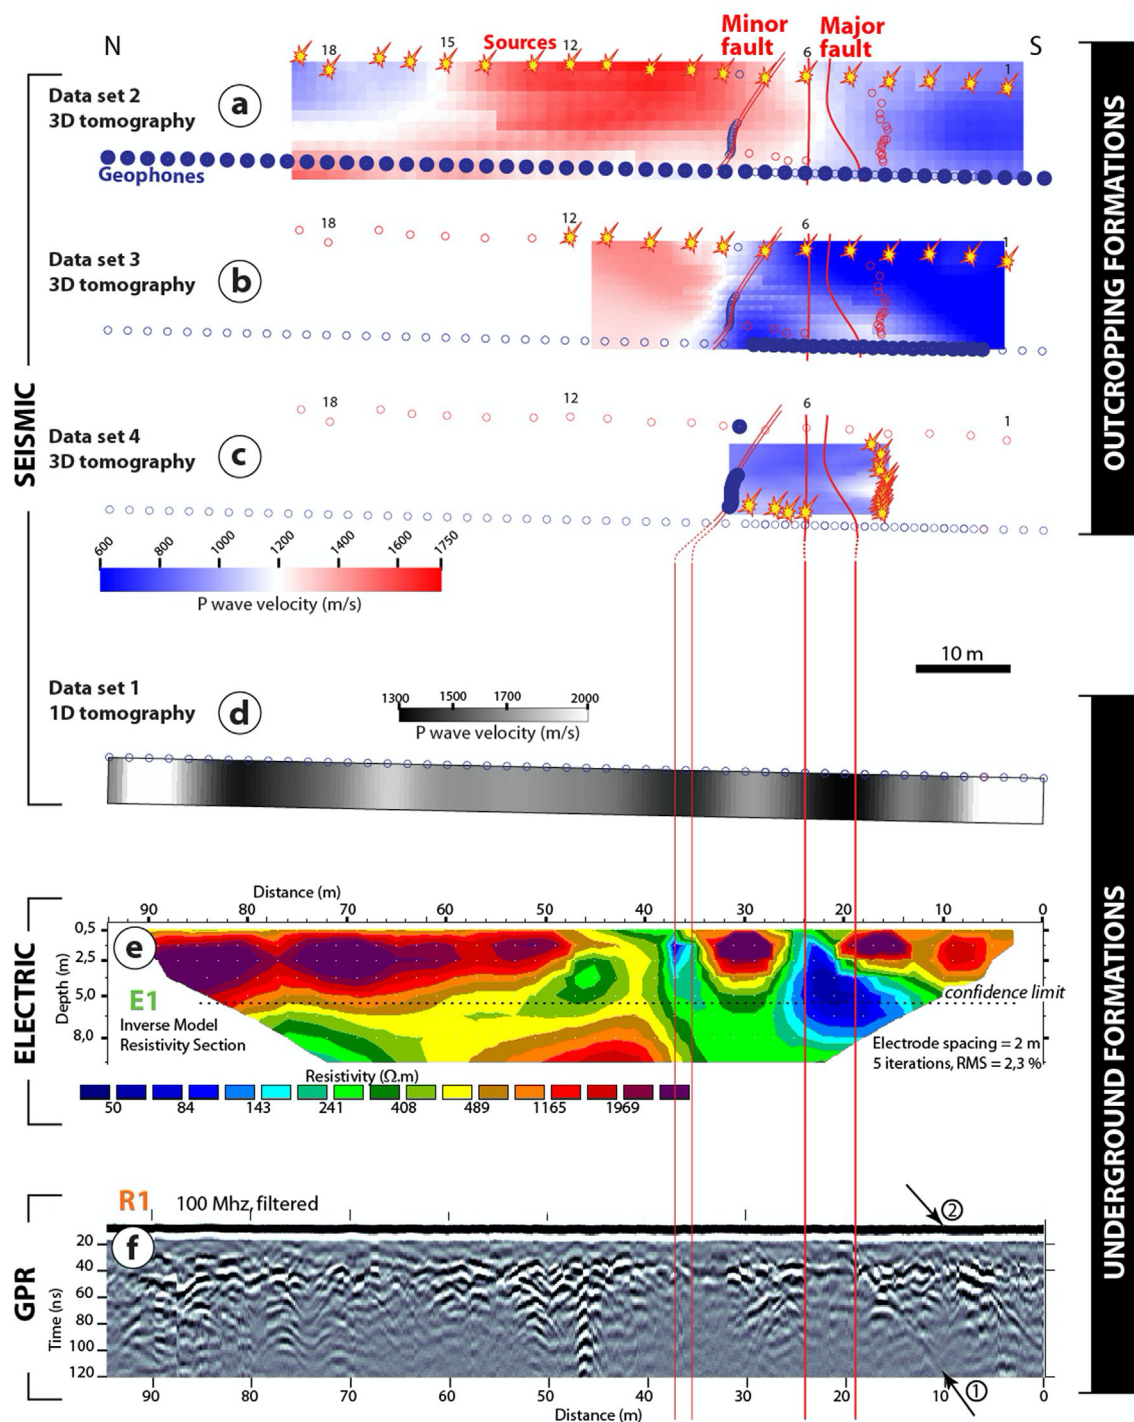 N
S
Minor
fault
Major
fault
18
15
Sources
12
6
1
Data set 2
3D tomography
a
Geophones
18
12
6
1
Data set 3
3D tomography
b
18
12
6
1
Data set 4
3D tomography
c
600
800
1000
1200
1400
1600
1750
P wave velocity (m/s)
SEISMIC
OUTCROPPING FORMATIONS
10 m
Data set 1
1D tomography
d
1300
1500
1700
2000
P wave velocity (m/s)
Distance (m)
90
80
70
60
50
40
30
20
10
0
e
0,5
2,5
5,0
8,0
Depth (m)
E1
Inverse Model
Resistivity Section
confidence limit
Electrode spacing = 2 m
5 iterations, RMS = 2,3 %
Resistivity (Ω.m)
50
84
143
241
408
489
1165
1969
ELECTRIC
UNDERGROUND FORMATIONS
R1
100 Mhz, filtered
2
f
20
40
60
80
100
120
Time (ns)
GPR
1
90
80
70
60
50
40
30
20
10
0
Distance (m)